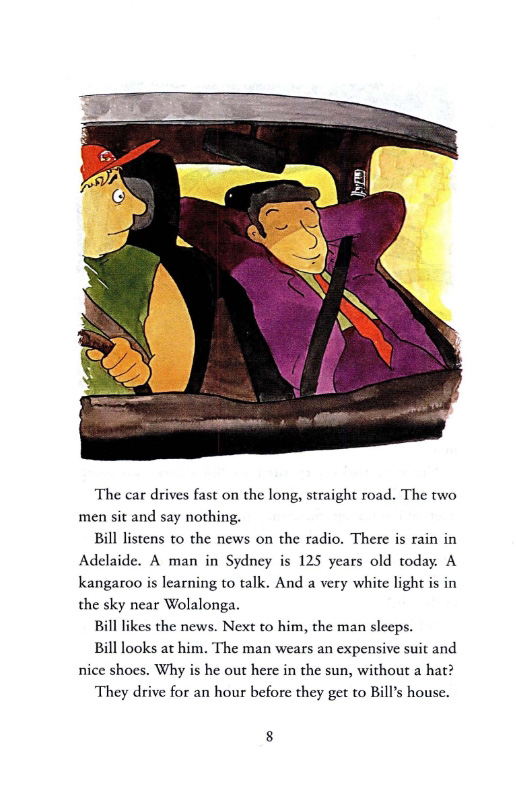 The car drives fast on the long, straight road. The two
men sit and say nothing.
Bill listens to the news on the radio. There is rain in
Adelaide. A man in Sydney is 125 years old today. A
kangaroo is learning to talk. And a very white light is in
the sky near Wolalonga.
Bill likes the news. Next to him, the man sleeps.
Bill looks at him. The man wears an expensive suit and
nice shoes. Why is he out here in the sun, without a hat?
They drive for an hour before they get to Bill's house.
8